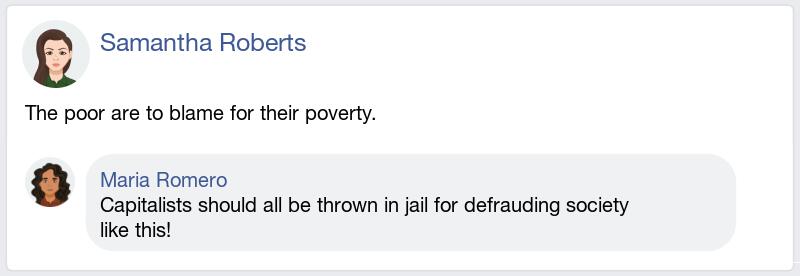 Samantha Roberts
The poor are to blame for their poverty.
Maria Romero
Capitalists should all be thrown in jail for defrauding society
like this!